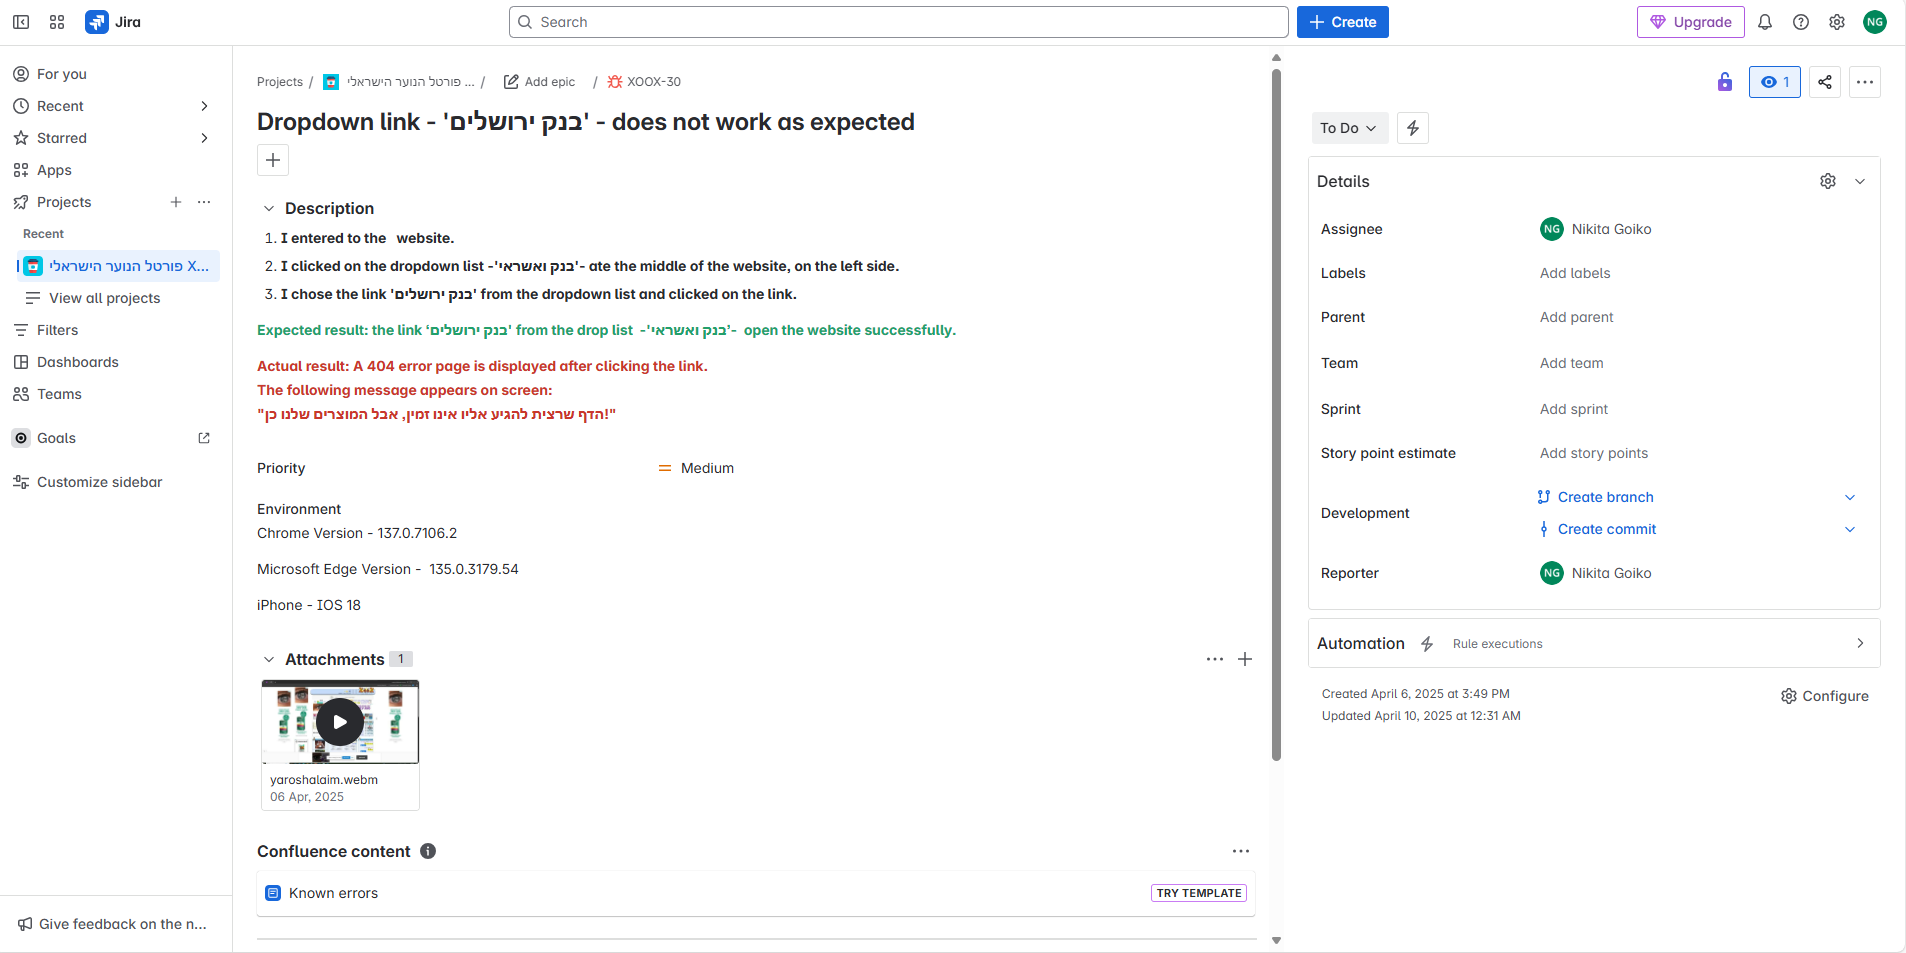 Jira
Search
Create
Upgrade
NG
For you
Recent
Starred
Apps
Projects
Recent
פורטל הנוער הישראלי X...
View all projects
Filters
Dashboards
Teams
Goals
Customize sidebar
Give feedback on the n...
Projects / פורטל הנוער הישראלי ... / Add epic / XOOX-30
Dropdown link - 'בנק ירושלים' - does not work as expected
Description
1. I entered to the website.
2. I clicked on the dropdown list -'בנק ואשראי'- ate the middle of the website, on the left side.
3. I chose the link 'בנק ירושלים' from the dropdown list and clicked on the link.
Expected result: the link ‘בנק ירושלים' from the drop list -'בנק ואשראי’- open the website successfully.
Actual result: A 404 error page is displayed after clicking the link.
The following message appears on screen:
"הדף שרצית להגיע אליו אינו זמין, אבל המוצרים שלנו כן!"
Priority
Medium
Environment
Chrome Version - 137.0.7106.2
Microsoft Edge Version - 135.0.3179.54
iPhone - IOS 18
Attachments 1
yaroshalaim.webm
06 Apr, 2025
Confluence content
Known errors
TRY TEMPLATE
1
To Do
Details
Assignee
NG Nikita Goiko
Labels
Add labels
Parent
Add parent
Team
Add team
Sprint
Add sprint
Story point estimate
Add story points
Development
Create branch
Create commit
Reporter
NG Nikita Goiko
Automation Rule executions
Created April 6, 2025 at 3:49 PM
Updated April 10, 2025 at 12:31 AM
Configure